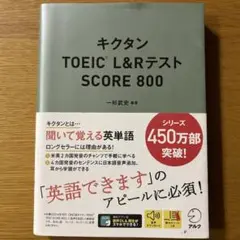 キクタン
TOEIC® L&Rテスト
SCORE 800
一杉武史 編著
キクタンとは…
聞いて覚える英単語
ロングセラーには理由がある!
シリーズ
450万部
突破!
「英語できます」の
アピールに必須!
アルク